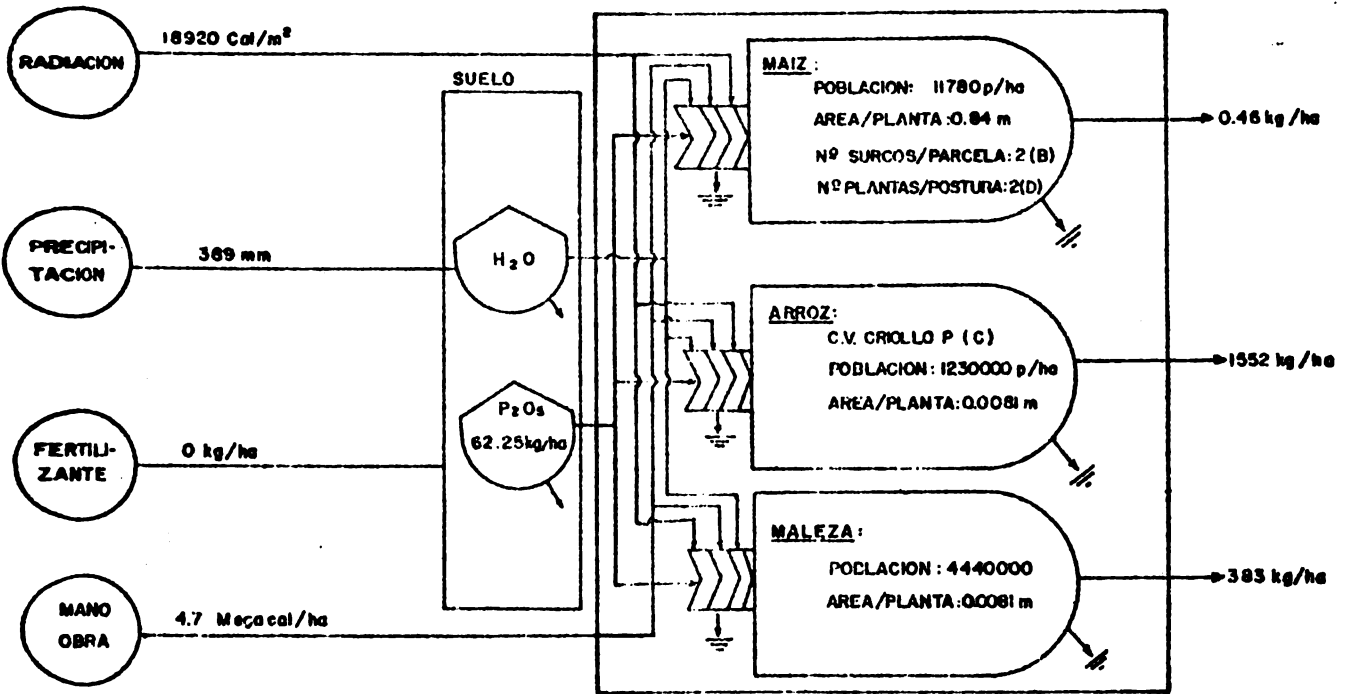 RADIACION
18920 Cal/m²
PRECIPI-
TACION
369 mm
FERTILI-
ZANTE
0 kg/ha
MANO
OBRA
4.7 Megacal/ha
SUELO
H₂O
P₂O₅
62.25kg/ha
MAIZ:
POBLACION: 11780 p/ha
AREA/PLANTA: 0.84 m
Nº SURCOS/PARCELA: 2 (B)
Nº PLANTAS/POSTURA: 2(D)
0.46 kg/ha
ARROZ:
C.V. CRIOLLO P (C)
POBLACION: 1230000 p/ha
AREA/PLANTA: 0.0081 m
1552 kg/ha
MALEZA:
POBLACION: 4440000
AREA/PLANTA: 0.0081 m
383 kg/ha